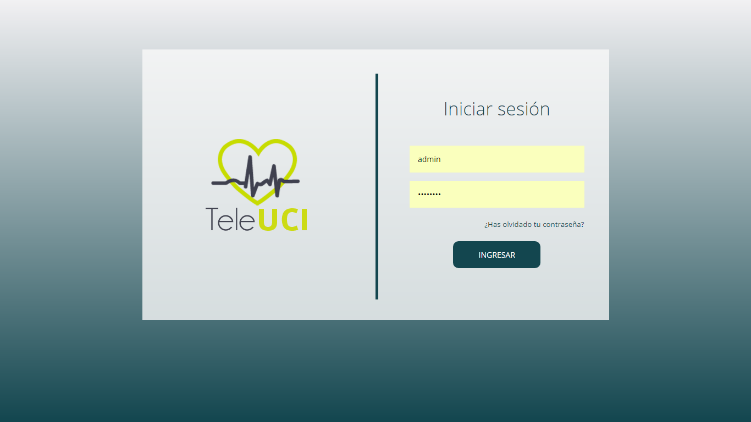 TeleUCI
Iniciar sesión
admin
••••••••
¿Has olvidado tu contraseña?
INGRESAR